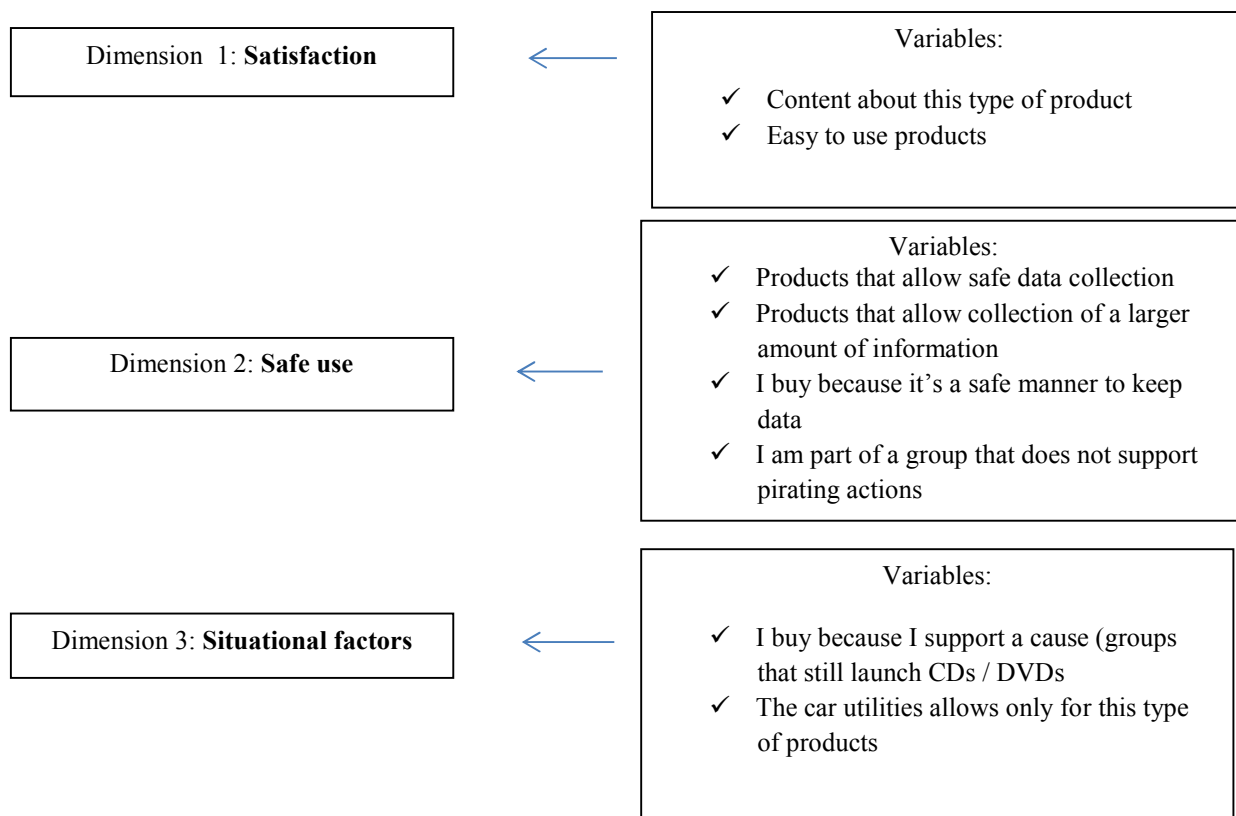 Dimension 1: Satisfaction
Variables:
✓ Content about this type of product
✓ Easy to use products
Dimension 2: Safe use
Variables:
✓ Products that allow safe data collection
✓ Products that allow collection of a larger
amount of information
✓ I buy because it’s a safe manner to keep
data
✓ I am part of a group that does not support
pirating actions
Dimension 3: Situational factors
Variables:
✓ I buy because I support a cause (groups
that still launch CDs / DVDs
✓ The car utilities allows only for this type
of products